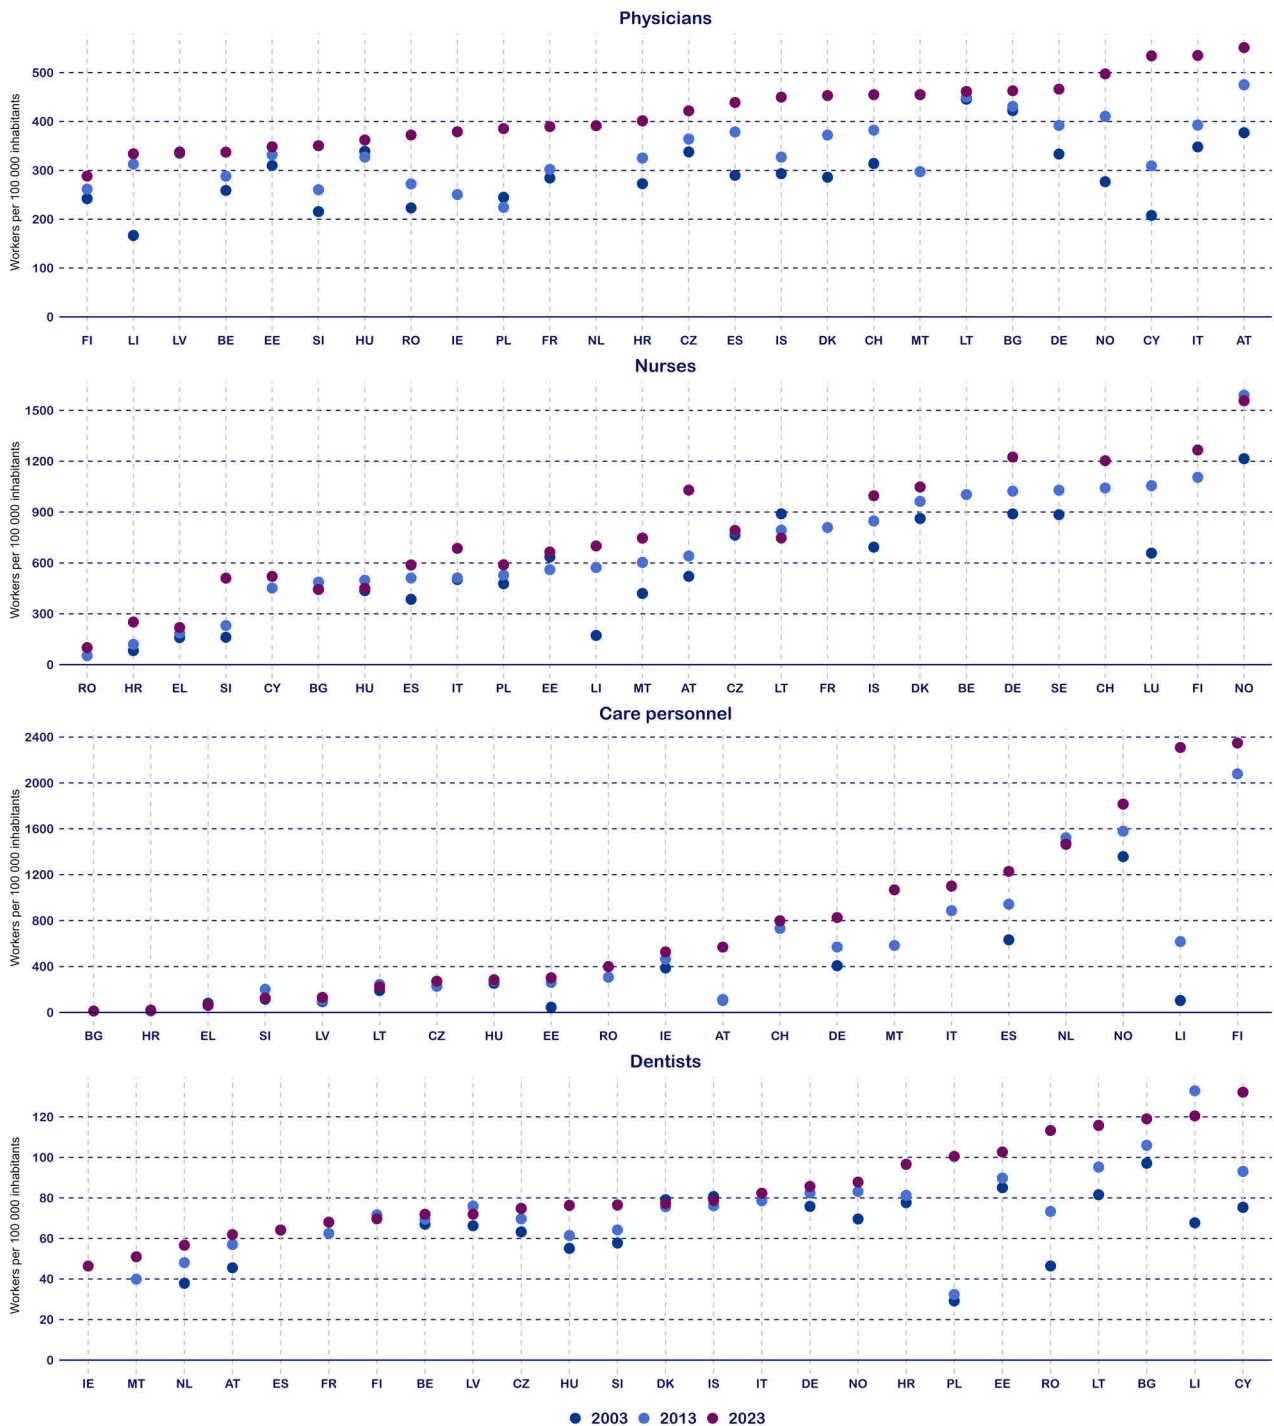 Physicians
Workers per 100 000 inhabitants
500
400
300
200
100
0
FI LI LV BE EE SI HU RO IE PL FR NL HR CZ ES IS DK CH MT LT BG DE NO CY IT AT
Nurses
Workers per 100 000 inhabitants
1500
1200
900
600
300
0
RO HR EL SI CY BG HU ES IT PL EE LI MT AT CZ LT FR IS DK BE DE SE CH LU FI NO
Care personnel
Workers per 100 000 inhabitants
2400
2000
1600
1200
800
400
0
BG HR EL SI LV LT CZ HU EE RO IE AT CH DE MT IT ES NL NO LI FI
Dentists
Workers per 100 000 inhabitants
120
100
80
60
40
20
0
IE MT NL AT ES FR FI BE LV CZ HU SI DK IS IT DE NO HR PL EE RO LT BG LI CY
2003 2013 2023